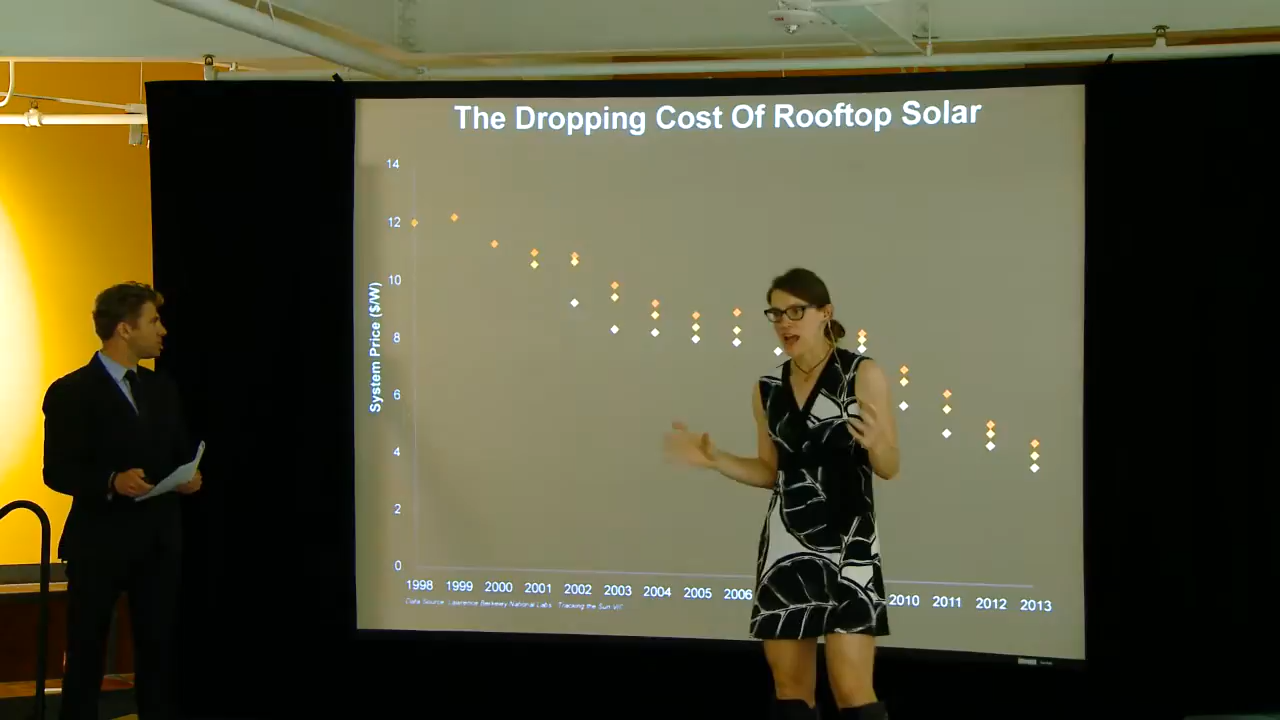 The Dropping Cost Of Rooftop Solar
14
12
10
8
6
4
2
0
System Price ($/W)
1998 1999 2000 2001 2002 2003 2004 2005 2006 2010 2011 2012 2013
Data Source: Lawrence Berkeley National Labs Tracking the Sun VII